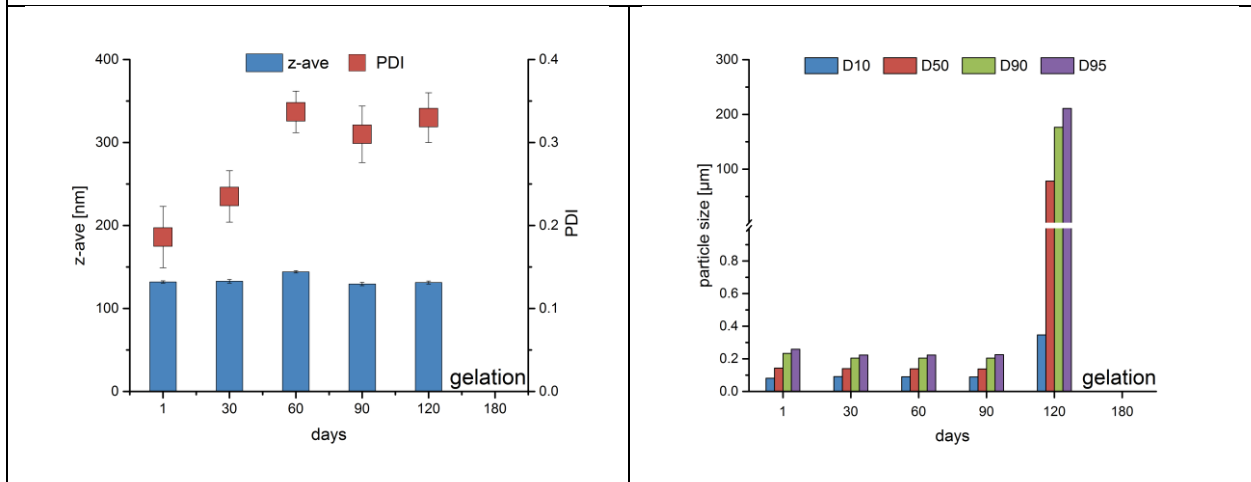 z-ave PDI
400
300
200
100
0
z-ave [nm]
0.4
0.3
0.2
0.1
0.0
PDI
gelation
1 30 60 90 120 180
days
D10 D50 D90 D95
300
200
100
0.8
0.6
0.4
0.2
0.0
particle size [µm]
gelation
1 30 60 90 120 180
days